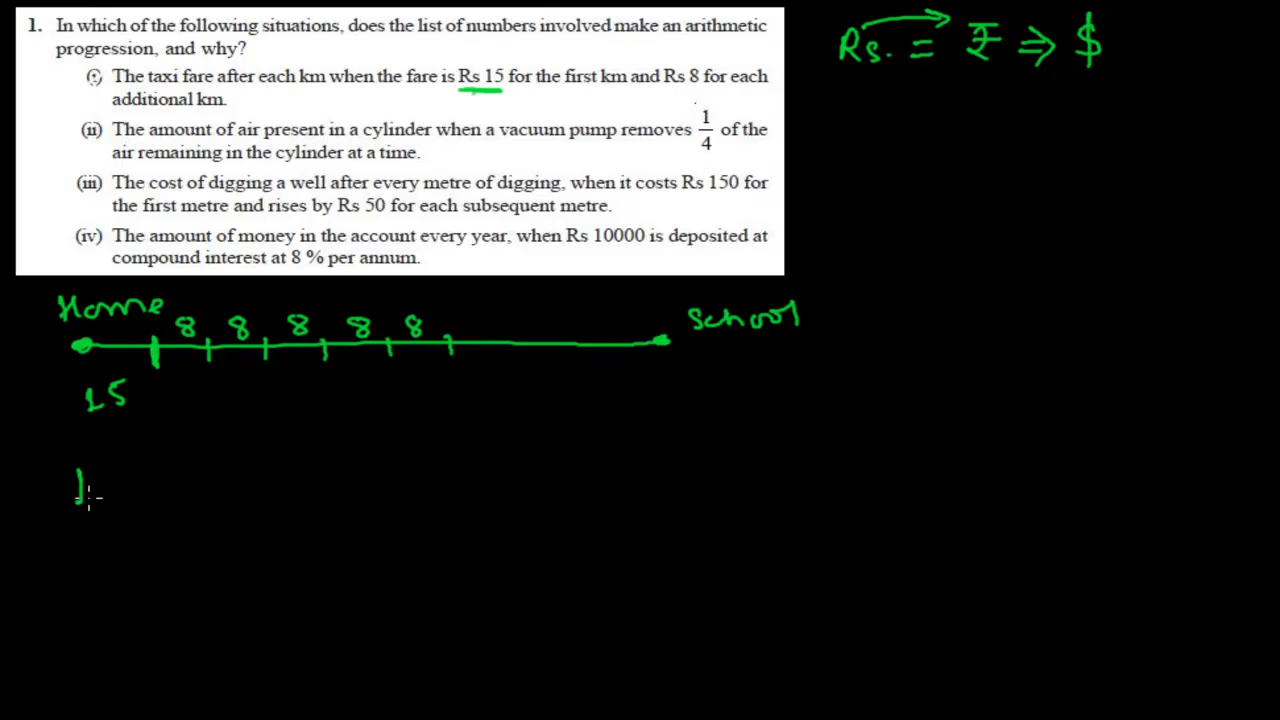 1. In which of the following situations, does the list of numbers involved make an arithmetic
progression, and why?
(i) The taxi fare after each km when the fare is Rs 15 for the first km and Rs 8 for each
additional km.
(ii) The amount of air present in a cylinder when a vacuum pump removes 1/4 of the
air remaining in the cylinder at a time.
(iii) The cost of digging a well after every metre of digging, when it costs Rs 150 for
the first metre and rises by Rs 50 for each subsequent metre.
(iv) The amount of money in the account every year, when Rs 10000 is deposited at
compound interest at 8 % per annum.
Rs. = ₹ ⇒ $
Home 8 8 8 8 8 School
15